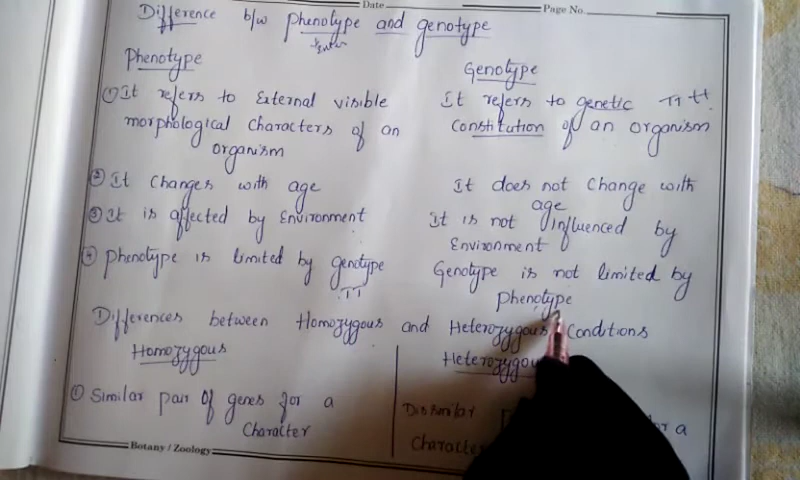 Date Page No.
Difference b/w phenotype and genotype
Phenotype
Genotype
① It refers to External visible
morphological characters of an
organism
It refers to genetic TT tt
Constitution of an organism
② It changes with age
It does not change with
age
③ It is affected by Environment
It is not influenced by
Environment
④ phenotype is limited by genotype
TT
Genotype is not limited by
phenotype
Differences between Homozygous and Heterozygous Conditions
Homozygous
① Similar pair of genes for a
Character
Dissimilar
Character
Botany / Zoology